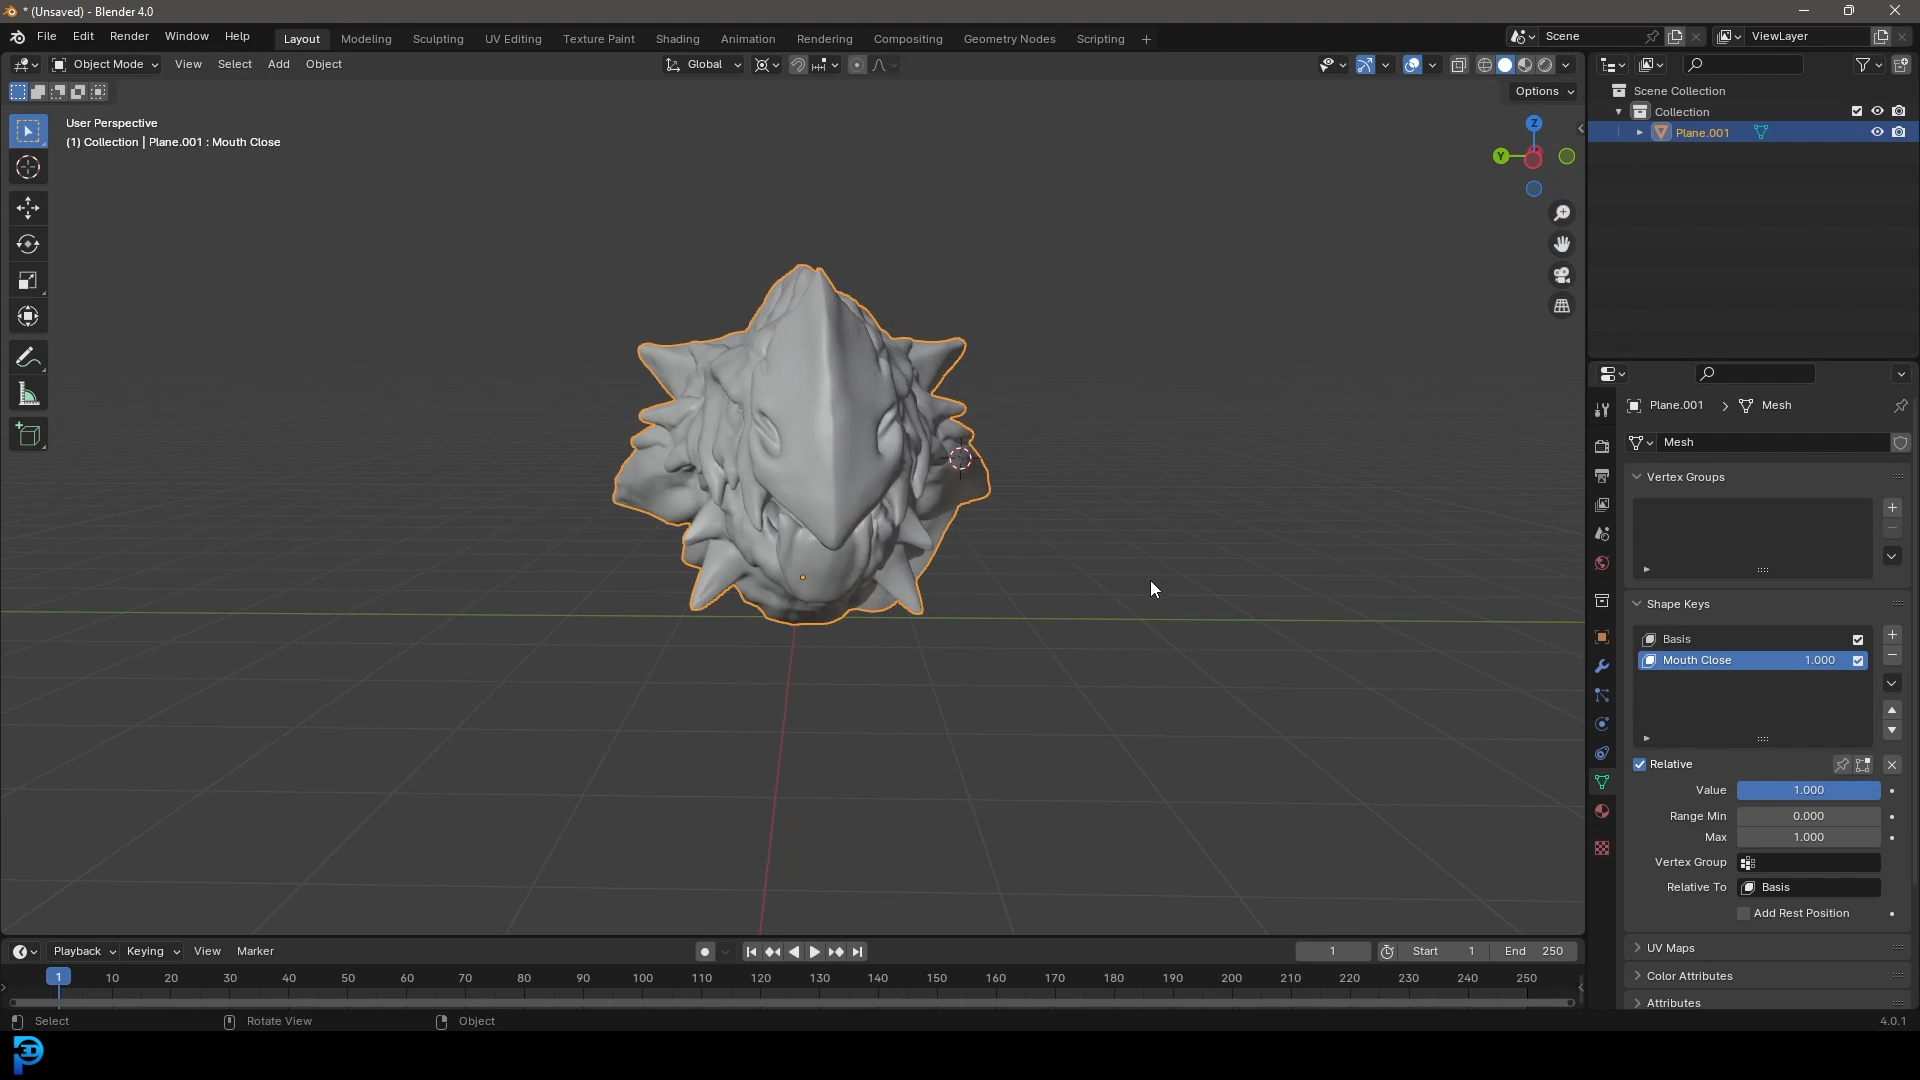 * (Unsaved) - Blender 4.0
File Edit Render Window Help Layout Modeling Sculpting UV Editing Texture Paint Shading Animation Rendering Compositing Geometry Nodes Scripting + Scene ViewLayer
Object Mode View Select Add Object Global
Options
User Perspective
(1) Collection | Plane.001 : Mouth Close
Z
Y
Scene Collection
Collection
Plane.001
Plane.001 > Mesh
Mesh
Vertex Groups
Shape Keys
Basis
Mouth Close 1.000
Relative
Value 1.000
Range Min 0.000
Max 1.000
Vertex Group
Relative To Basis
Add Rest Position
UV Maps
Color Attributes
Attributes
Playback Keying View Marker 1 Start 1 End 250
1 10 20 30 40 50 60 70 80 90 100 110 120 130 140 150 160 170 180 190 200 210 220 230 240 250
Select Rotate View Object 4.0.1
3D